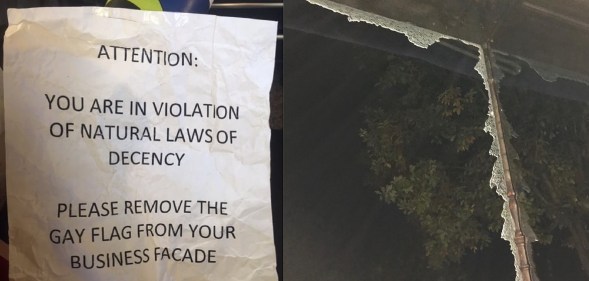 ATTENTION:
YOU ARE IN VIOLATION
OF NATURAL LAWS OF
DECENCY
PLEASE REMOVE THE
GAY FLAG FROM YOUR
BUSINESS FACADE